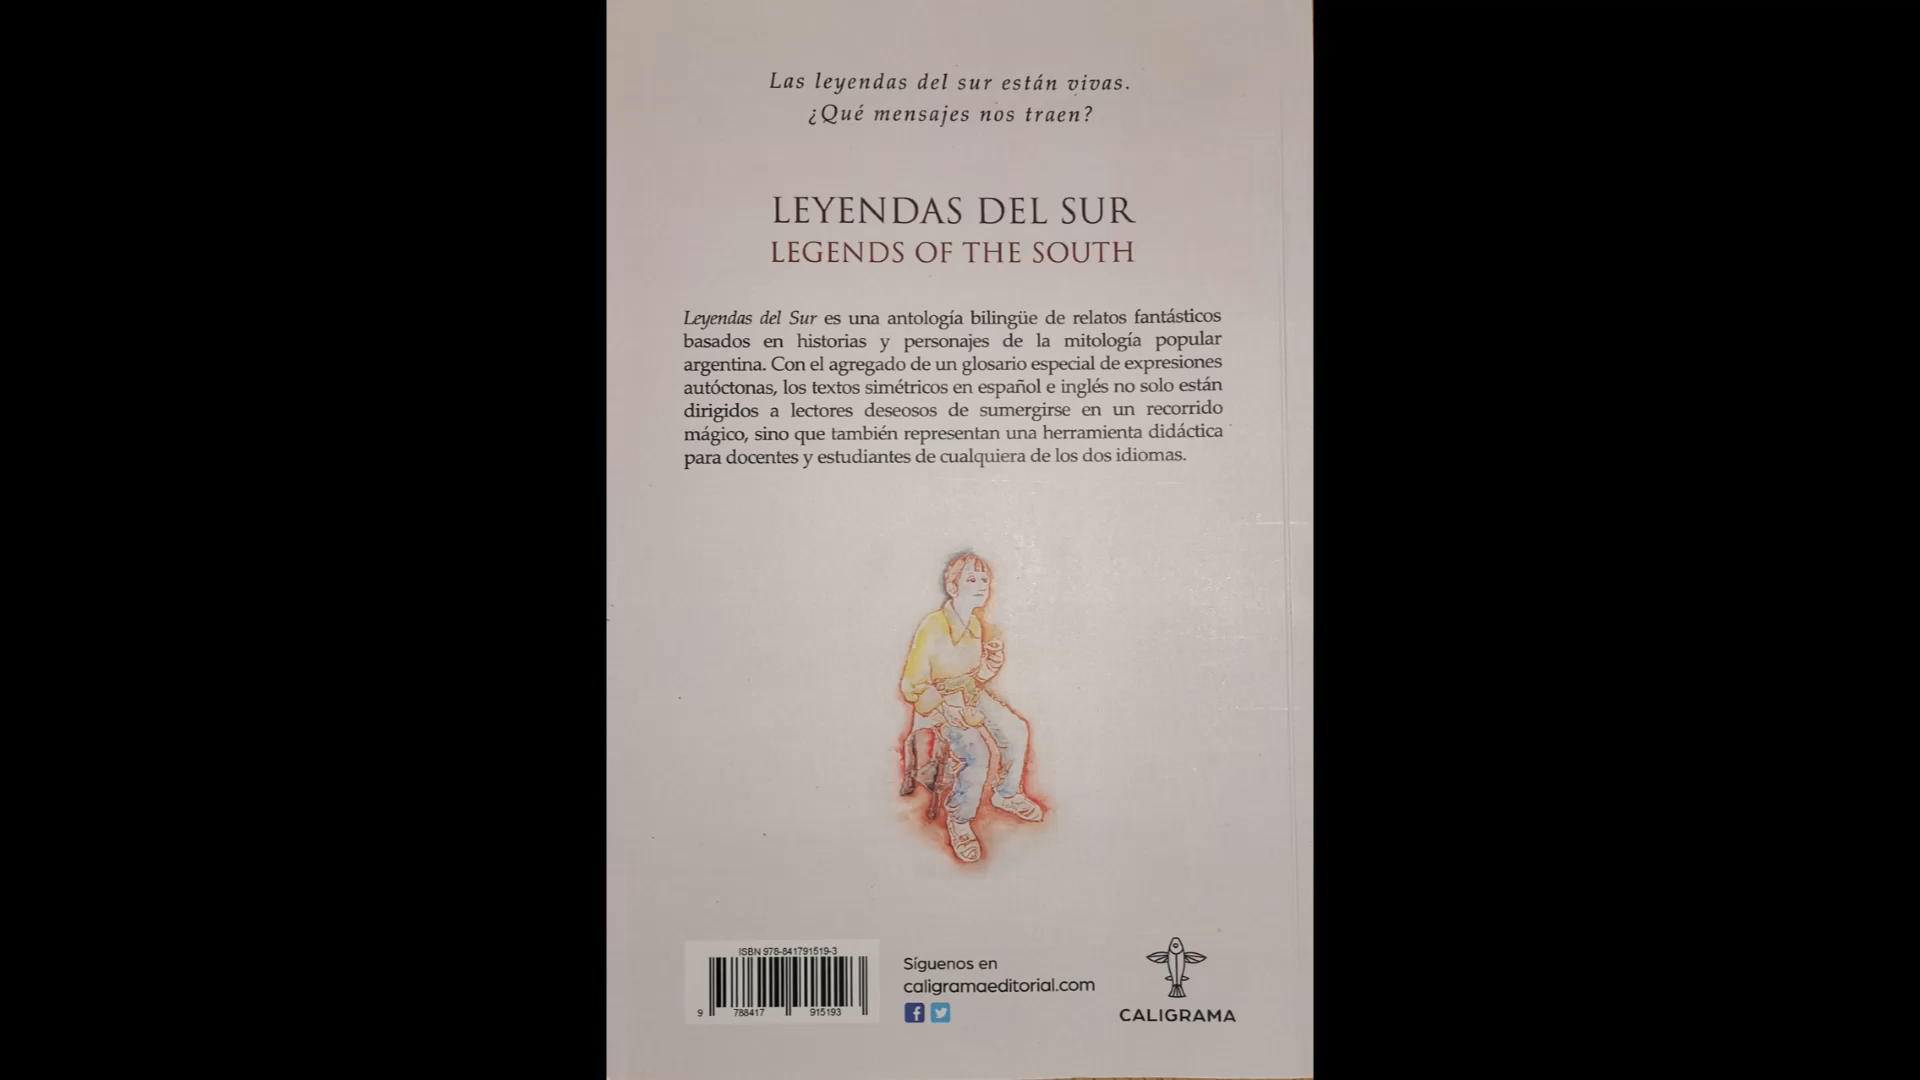 Las leyendas del sur están vivas.
¿Qué mensajes nos traen?
LEYENDAS DEL SUR
LEGENDS OF THE SOUTH
Leyendas del Sur es una antología bilingüe de relatos fantásticos
basados en historias y personajes de la mitología popular
argentina. Con el agregado de un glosario especial de expresiones
autóctonas, los textos simétricos en español e inglés no solo están
dirigidos a lectores deseosos de sumergirse en un recorrido
mágico, sino que también representan una herramienta didáctica
para docentes y estudiantes de cualquiera de los dos idiomas.
ISBN 978-841791519-3
9 788417 915193
Síguenos en
caligramaeditorial.com
CALIGRAMA